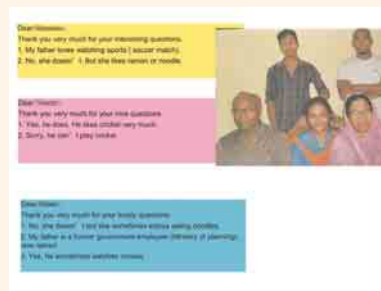 Thank you very much for your interesting questions.
1. My father loves watching sports ( soccer match).
2. No, she doesn't. But she likes ramen or noodle.
Thank you very much for your nice questions
1. Yes, he does. He likes cricket very much.
2. Sorry, he can't play cricket.
Thank you very much for your lovely questions
1. No, she doesn't but she sometimes enjoys eating noodles.
2. My father is a former government employee (Ministry of planning)
now retired
3. Yes, he sometimes watches movies.